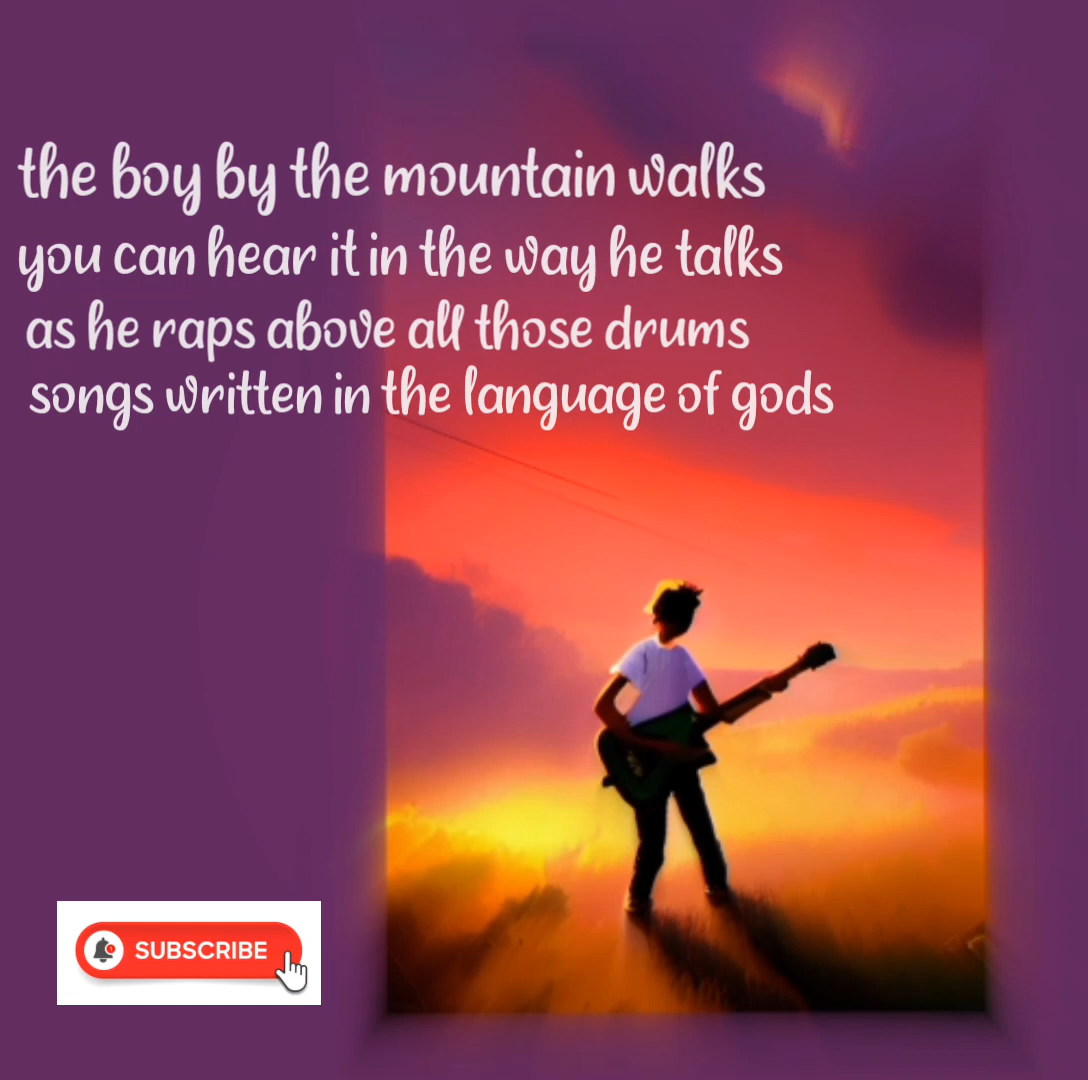 the boy by the mountain walks
you can hear it in the way he talks
as he raps above all those drums
songs written in the language of gods
SUBSCRIBE